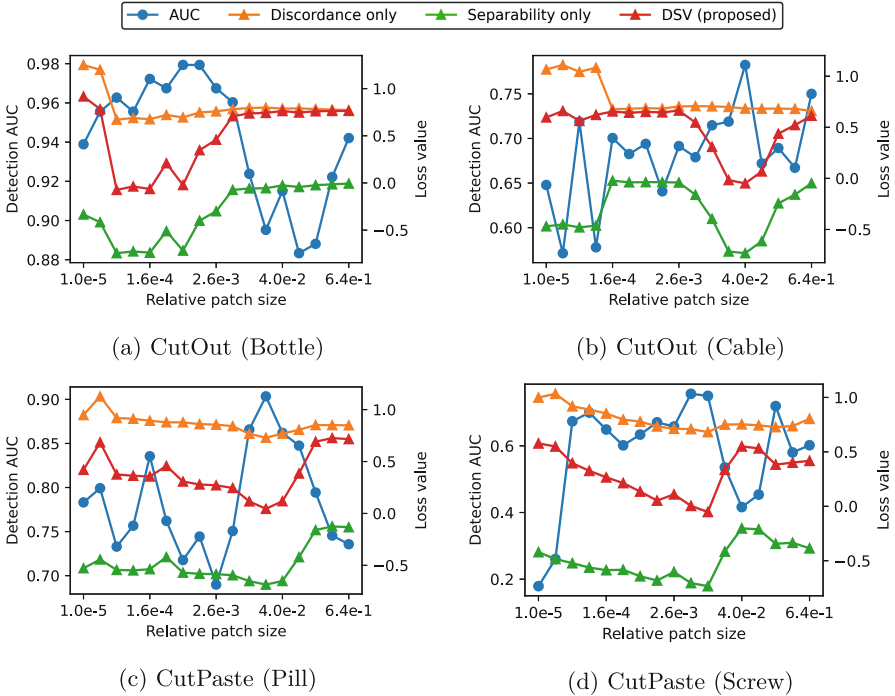 AUC Discordance only Separability only DSV (proposed)
0.98
0.96
0.94
0.92
0.90
0.88
Detection AUC
1.0
0.5
0.0
−0.5
Loss value
1.0e-5 1.6e-4 2.6e-3 4.0e-2 6.4e-1
Relative patch size
(a) CutOut (Bottle)
0.75
0.70
0.65
0.60
Detection AUC
1.0
0.5
0.0
−0.5
Loss value
1.0e-5 1.6e-4 2.6e-3 4.0e-2 6.4e-1
Relative patch size
(b) CutOut (Cable)
0.90
0.85
0.80
0.75
0.70
Detection AUC
1.0
0.5
0.0
−0.5
Loss value
1.0e-5 1.6e-4 2.6e-3 4.0e-2 6.4e-1
Relative patch size
(c) CutPaste (Pill)
0.6
0.4
0.2
Detection AUC
1.0
0.5
0.0
−0.5
Loss value
1.0e-5 1.6e-4 2.6e-3 4.0e-2 6.4e-1
Relative patch size
(d) CutPaste (Screw)